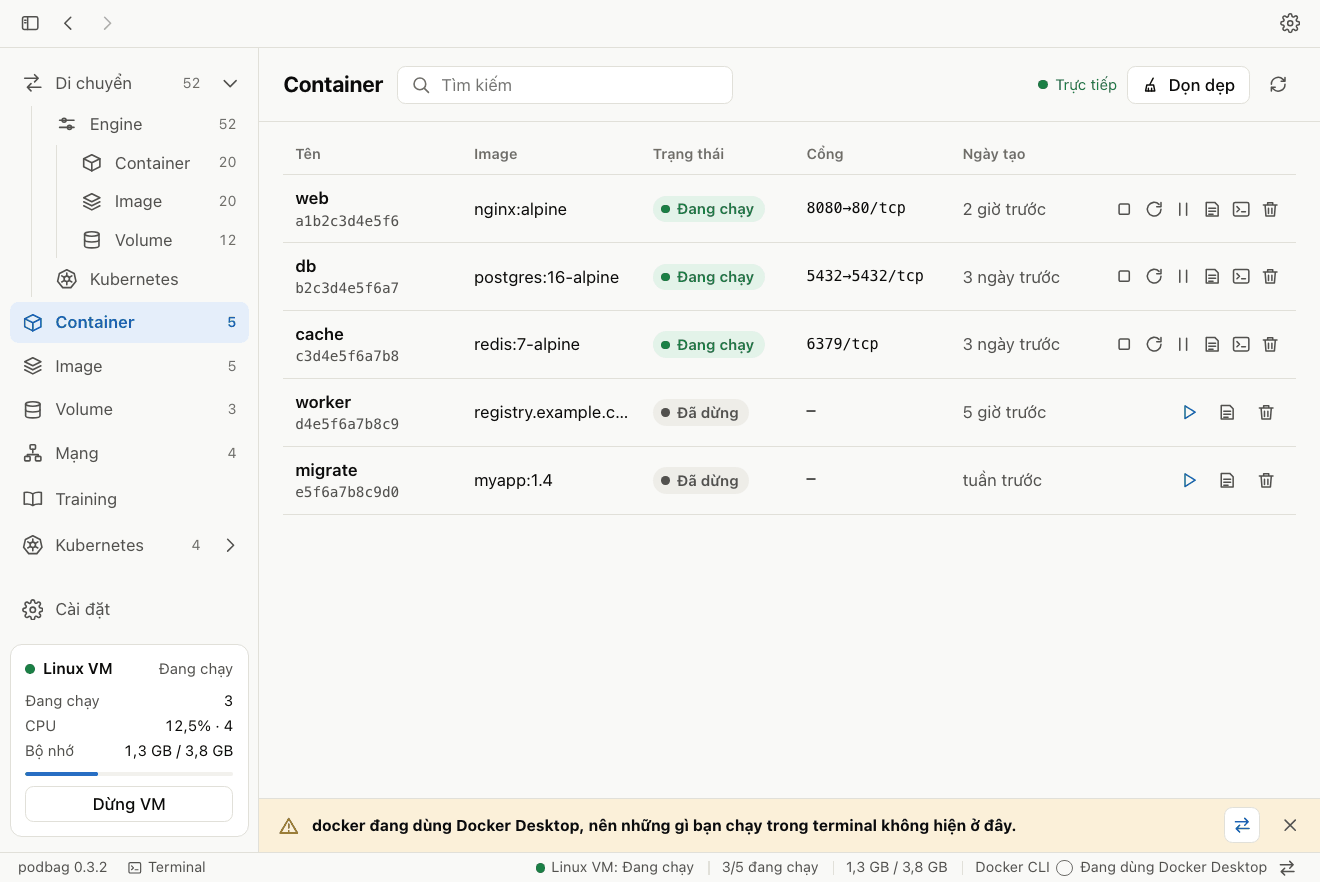 Di chuyển 52
Engine 52
Container 20
Image 20
Volume 12
Kubernetes
Container 5
Image 5
Volume 3
Mạng 4
Training
Kubernetes 4
Cài đặt
Linux VM Đang chạy
Đang chạy 3
CPU 12,5% · 4
Bộ nhớ 1,3 GB / 3,8 GB
Dừng VM
Container Tìm kiếm Trực tiếp Dọn dẹp
Tên Image Trạng thái Cổng Ngày tạo
web
a1b2c3d4e5f6 nginx:alpine Đang chạy 8080→80/tcp 2 giờ trước
db
b2c3d4e5f6a7 postgres:16-alpine Đang chạy 5432→5432/tcp 3 ngày trước
cache
c3d4e5f6a7b8 redis:7-alpine Đang chạy 6379/tcp 3 ngày trước
worker
d4e5f6a7b8c9 registry.example.c... Đã dừng – 5 giờ trước
migrate
e5f6a7b8c9d0 myapp:1.4 Đã dừng – tuần trước
docker đang dùng Docker Desktop, nên những gì bạn chạy trong terminal không hiện ở đây.
podbag 0.3.2 Terminal Linux VM: Đang chạy 3/5 đang chạy 1,3 GB / 3,8 GB Docker CLI Đang dùng Docker Desktop